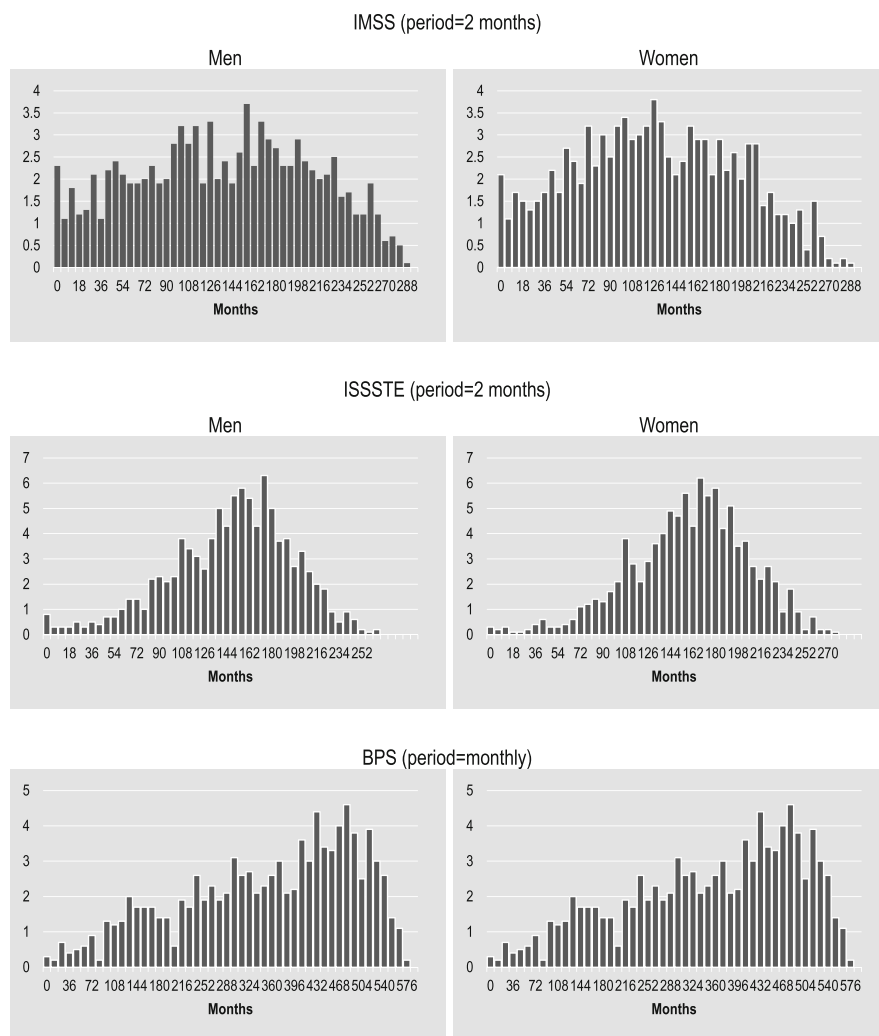 IMSS (period=2 months)
Men
Women
4
3.5
3
2.5
2
1.5
1
0.5
0
0 18 36 54 72 90 108 126 144 162 180 198 216 234 252 270 288
Months
4
3.5
3
2.5
2
1.5
1
0.5
0
0 18 36 54 72 90 108 126 144 162 180 198 216 234 252 270 288
Months
ISSSTE (period=2 months)
Men
Women
7
6
5
4
3
2
1
0
0 18 36 54 72 90 108 126 144 162 180 198 216 234 252
Months
7
6
5
4
3
2
1
0
0 18 36 54 72 90 108 126 144 162 180 198 216 234 252 270
Months
BPS (period=monthly)
5
4
3
2
1
0
0 36 72 108 144 180 216 252 288 324 360 396 432 468 504 540 576
Months
5
4
3
2
1
0
0 36 72 108 144 180 216 252 288 324 360 396 432 468 504 540 576
Months